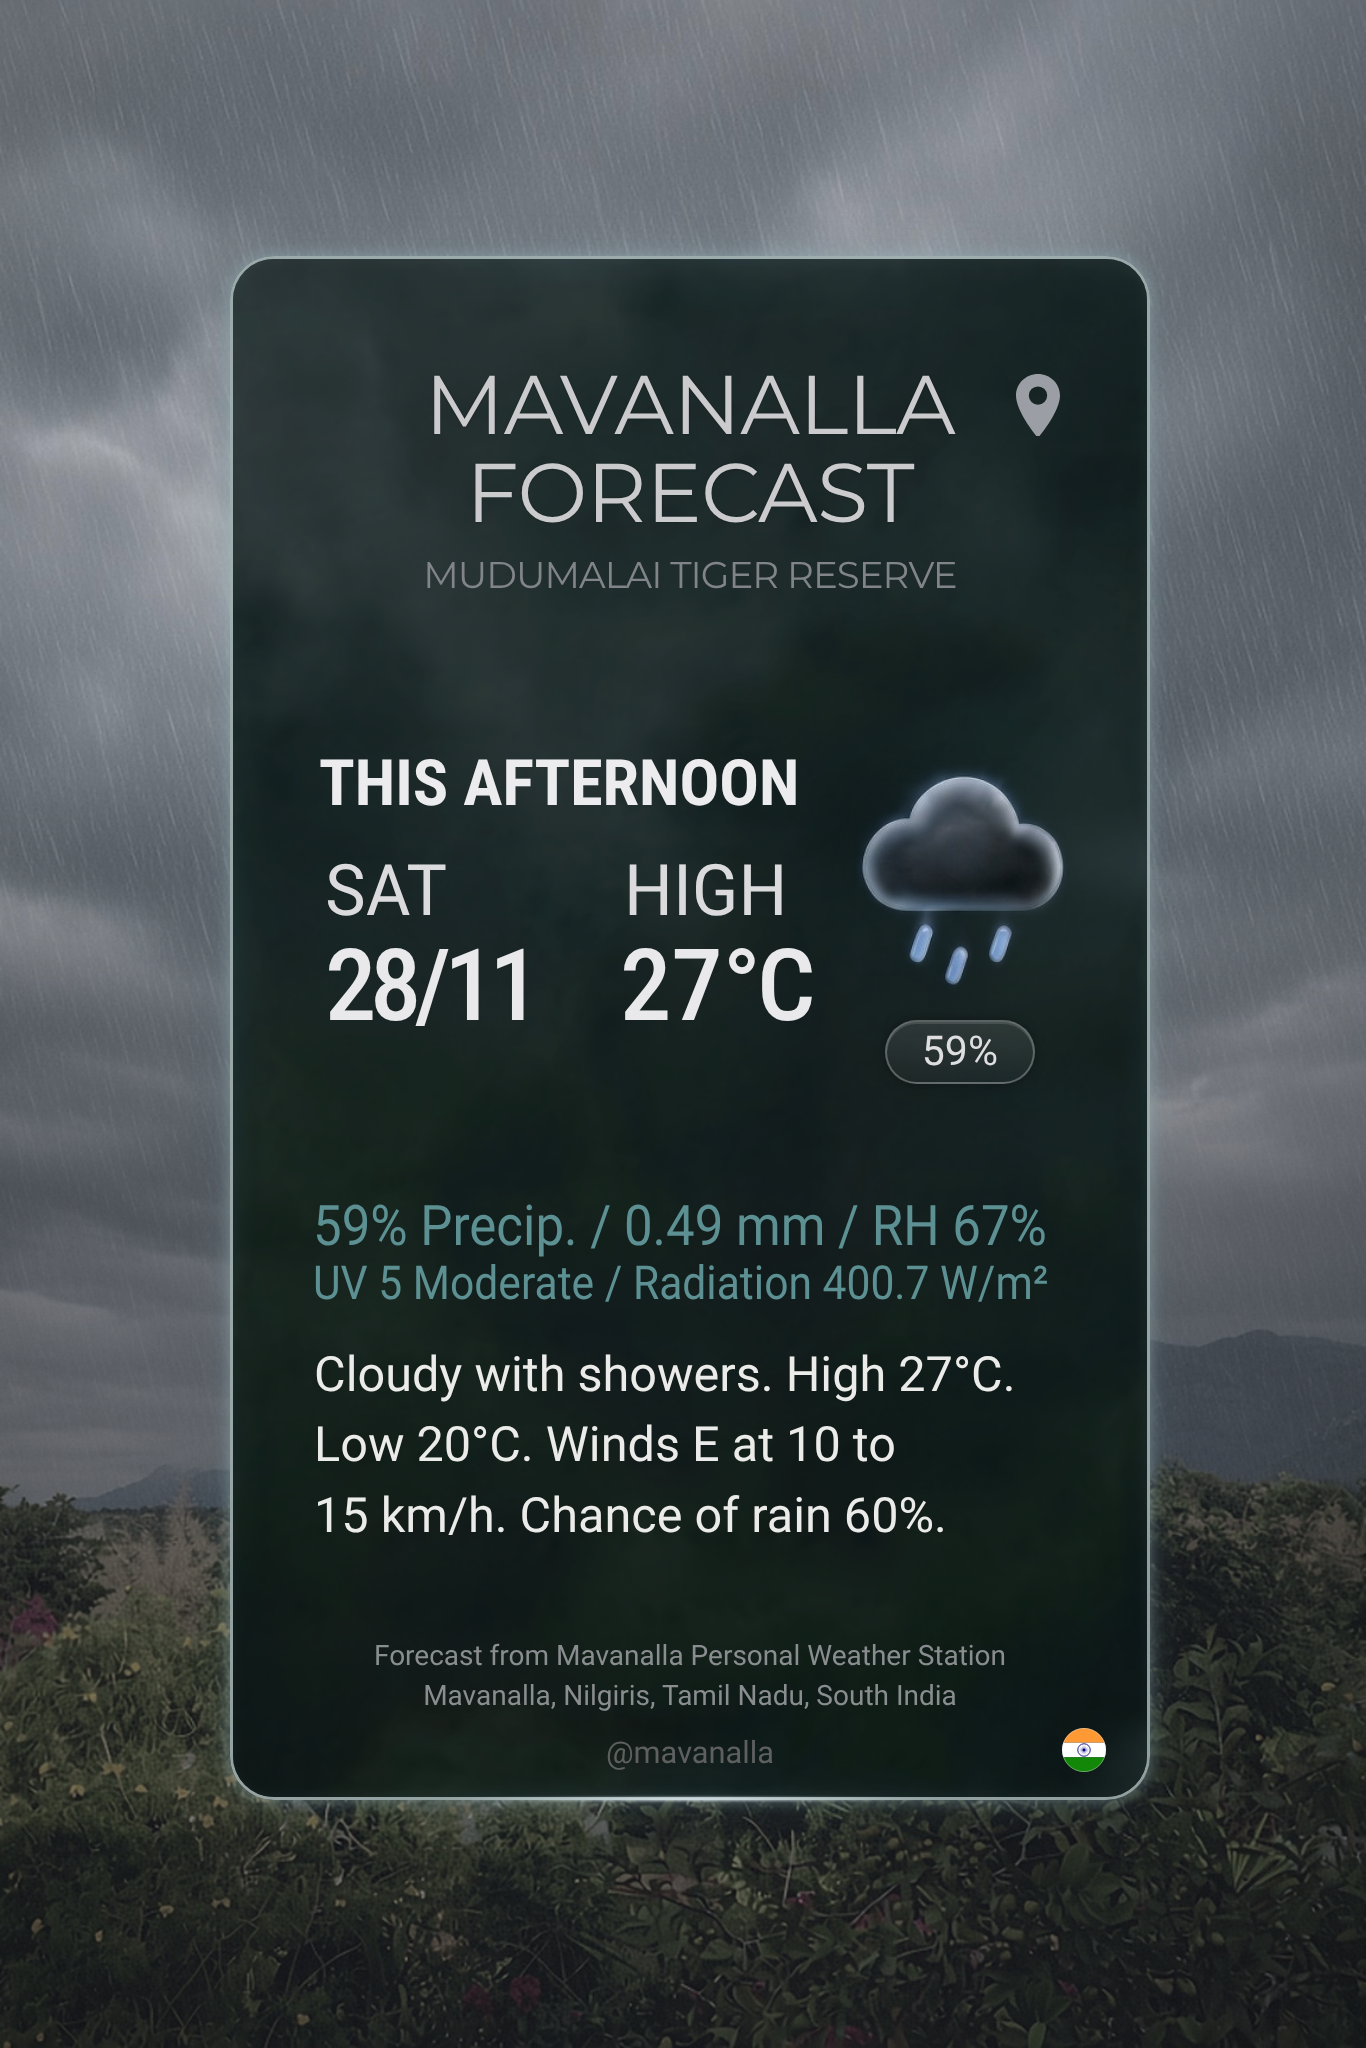 MAVANALLA
FORECAST
MUDUMALAI TIGER RESERVE
THIS AFTERNOON
SAT HIGH
28/11 27°C
59%
59% Precip. / 0.49 mm / RH 67%
UV 5 Moderate / Radiation 400.7 W/m²
Cloudy with showers. High 27°C.
Low 20°C. Winds E at 10 to
15 km/h. Chance of rain 60%.
Forecast from Mavanalla Personal Weather Station
Mavanalla, Nilgiris, Tamil Nadu, South India
@mavanalla